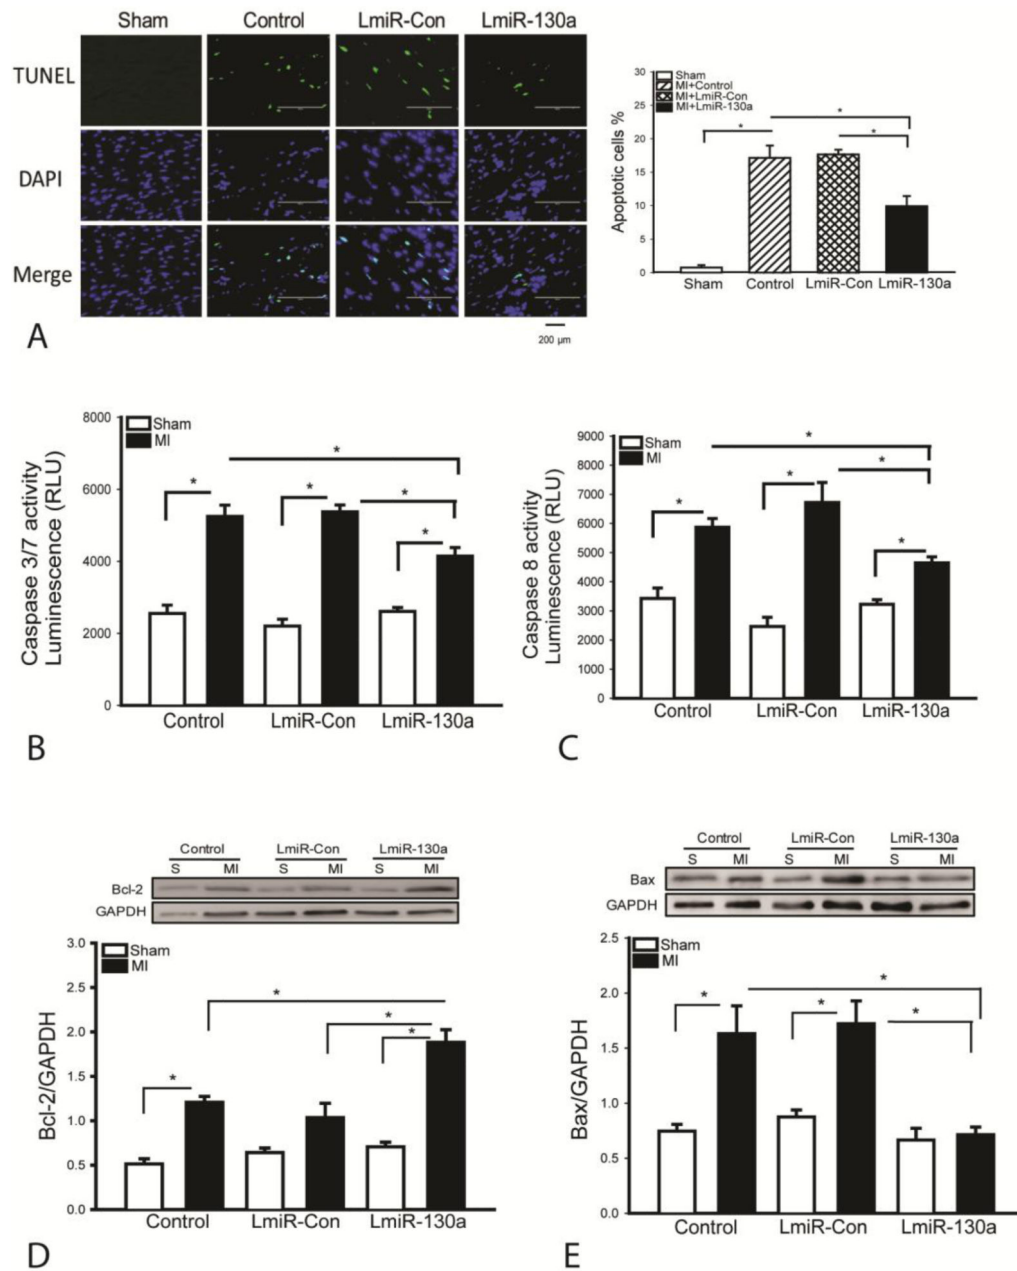 Sham Control LmiR-Con LmiR-130a
TUNEL
DAPI
Merge
200 µm
A
Sham
MI+Control
MI+LmiR-Con
MI+LmiR-130a
Apoptotic cells %
30
25
20
15
10
5
0
* * *
Sham Control LmiR-Con LmiR-130a
Sham
MI
Caspase 3/7 activity
Luminescence (RLU)
8000
6000
4000
2000
0
* * * * *
Control LmiR-Con LmiR-130a
B
Sham
MI
Caspase 8 activity
Luminescence (RLU)
9000
8000
7000
6000
5000
4000
3000
2000
1000
0
* * * * *
Control LmiR-Con LmiR-130a
C
Control LmiR-Con LmiR-130a
S MI S MI S MI
Bcl-2
GAPDH
Sham
MI
Bcl-2/GAPDH
3.0
2.5
2.0
1.5
1.0
0.5
0.0
* * * *
Control LmiR-Con LmiR-130a
D
Control LmiR-Con LmiR-130a
S MI S MI S MI
Bax
GAPDH
Sham
MI
Bax/GAPDH
2.5
2.0
1.5
1.0
0.5
0.0
* * * *
Control LmiR-Con LmiR-130a
E